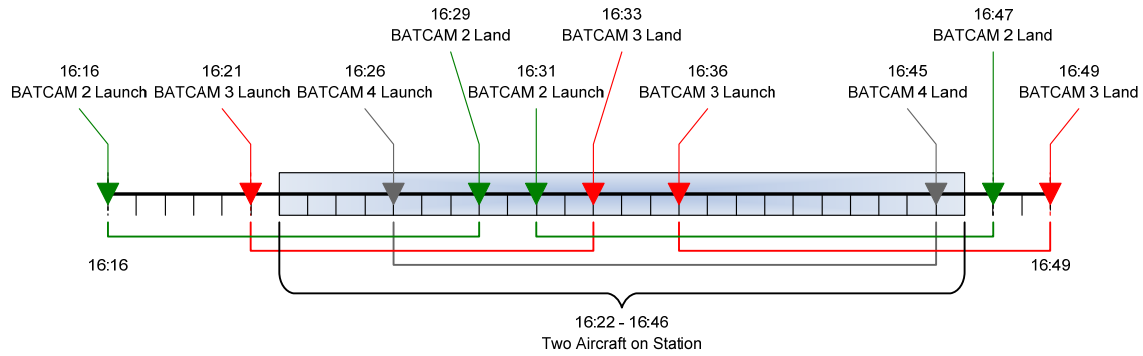 16:29
BATCAM 2 Land
16:33
BATCAM 3 Land
16:47
BATCAM 2 Land
16:16
BATCAM 2 Launch
16:21
BATCAM 3 Launch
16:26
BATCAM 4 Launch
16:31
BATCAM 2 Launch
16:36
BATCAM 3 Launch
16:45
BATCAM 4 Land
16:49
BATCAM 3 Land
16:16
16:49
16:22 - 16:46
Two Aircraft on Station